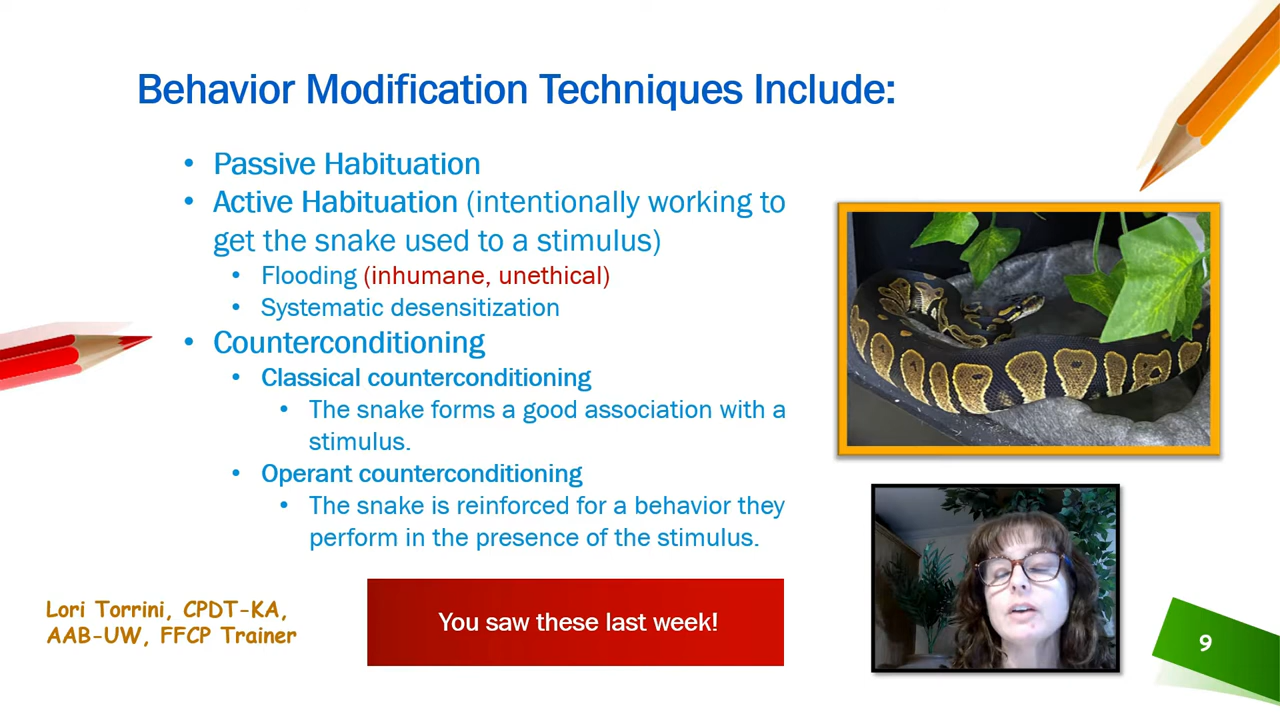 Behavior Modification Techniques Include:
• Passive Habituation
• Active Habituation (intentionally working to
get the snake used to a stimulus)
• Flooding (inhumane, unethical)
• Systematic desensitization
• Counterconditioning
• Classical counterconditioning
• The snake forms a good association with a
stimulus.
• Operant counterconditioning
• The snake is reinforced for a behavior they
perform in the presence of the stimulus.
Lori Torrini, CPDT-KA,
AAB-UW, FFCP Trainer
You saw these last week!
9